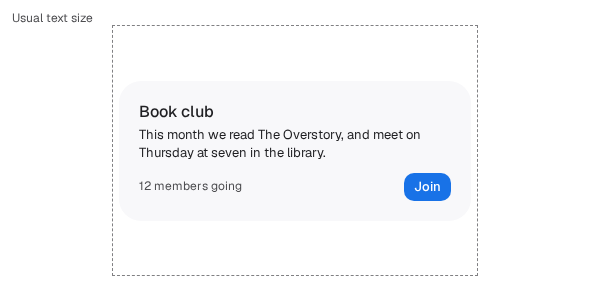 Usual text size
Book club
This month we read The Overstory, and meet on
Thursday at seven in the library.
12 members going
Join